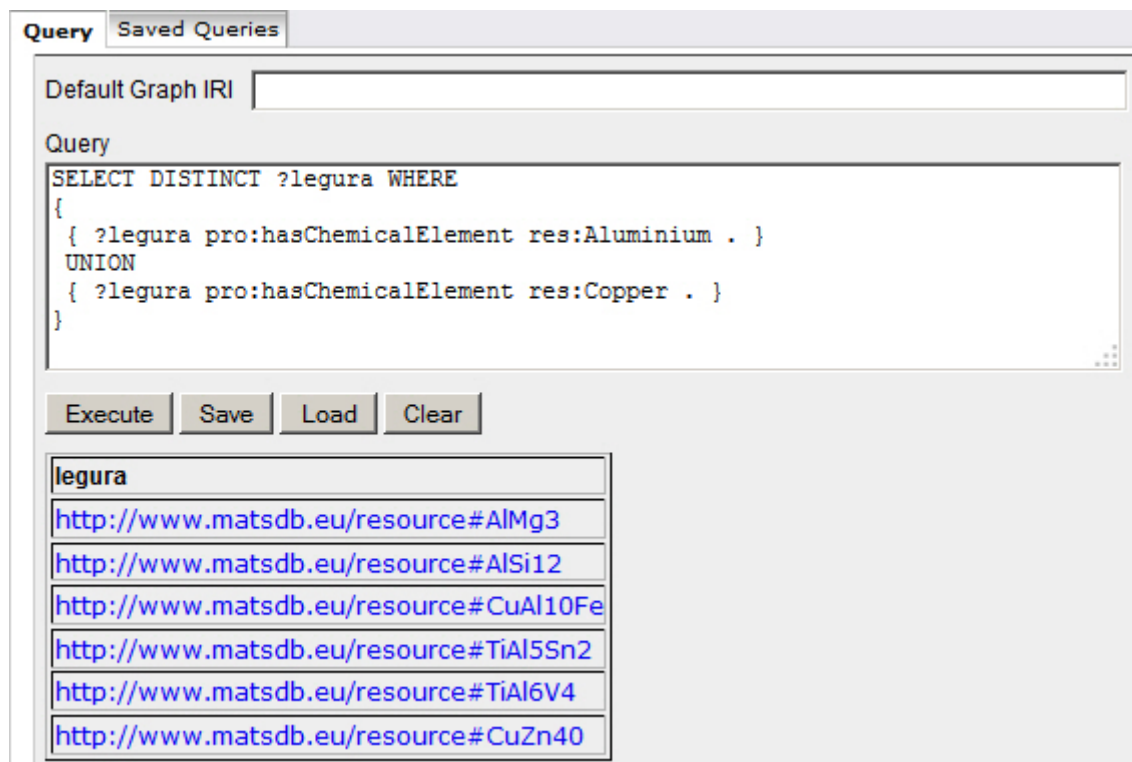 Query Saved Queries
Default Graph IRI
Query
SELECT DISTINCT ?legura WHERE
{
{ ?legura pro:hasChemicalElement res:Aluminium . }
UNION
{ ?legura pro:hasChemicalElement res:Copper . }
}
Execute Save Load Clear
legura
http://www.matsdb.eu/resource#AlMg3
http://www.matsdb.eu/resource#AlSi12
http://www.matsdb.eu/resource#CuAl10Fe
http://www.matsdb.eu/resource#TiAl5Sn2
http://www.matsdb.eu/resource#TiAl6V4
http://www.matsdb.eu/resource#CuZn40